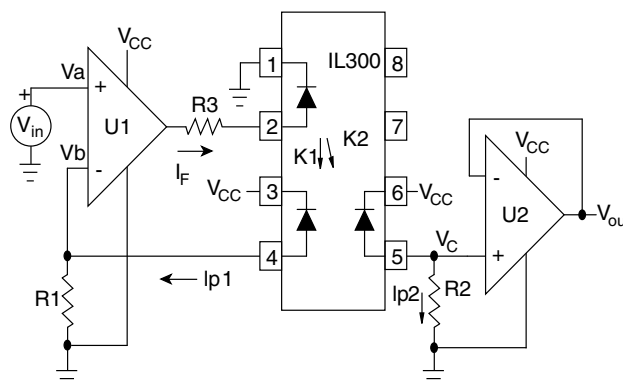 VCC
Va
+
+
Vin
U1
R3
Vb
-
IF
1
2
3
4
IL300
8
7
6
5
K1
K2
VCC
VCC
Ip1
R1
VC
Ip2
R2
VCC
-
U2
+
Vou